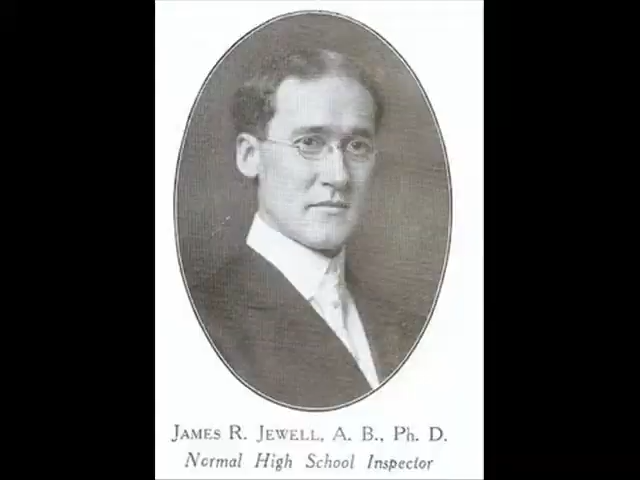 James R. Jewell, A. B., Ph. D.
Normal High School Inspector